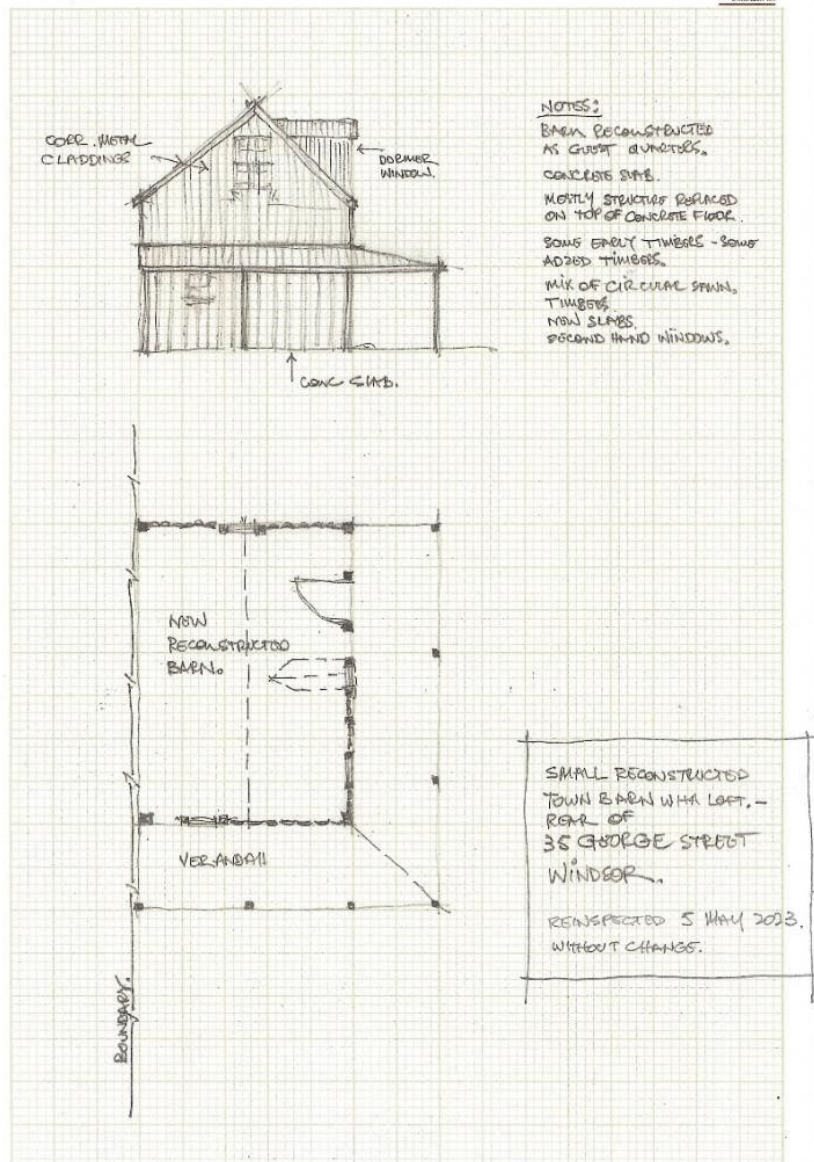 CORR. METAL
CLADDINGS
DORMER
WINDOW.
CONC SLAB.
NOTES:
BARN RECONSTRUCTED
AS GUEST QUARTERS.
CONCRETE SLAB.
MOSTLY STRUCTURE REPLACED
ON TOP OF CONCRETE FLOOR.
SOME EARLY TIMBERS - SOME
ADDED TIMBERS.
MIX OF CIRCULAR SAWN,
TIMBERS
NEW SLABS.
SECOND HAND WINDOWS.
NEW
RECONSTRUCTED
BARN.
VERANDAH
BOUNDARY.
SMALL RECONSTRUCTED
TOWN BARN WITH LOFT. -
REAR OF
35 GEORGE STREET
WINDSOR.
REINSPECTED 5 MAY 2023.
WITHOUT CHANGE.